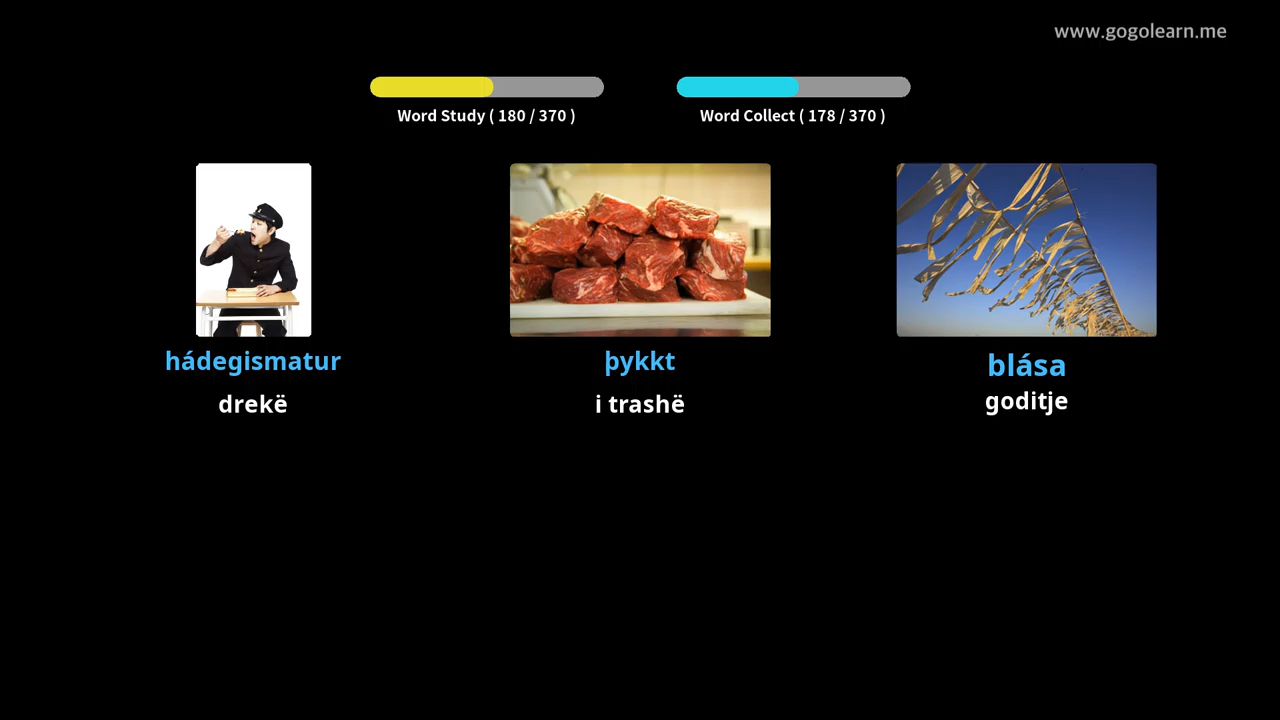 www.gogolearn.me
Word Study ( 180 / 370 )
Word Collect ( 178 / 370 )
hádegismatur
drekë
þykkt
i trashë
blása
goditje